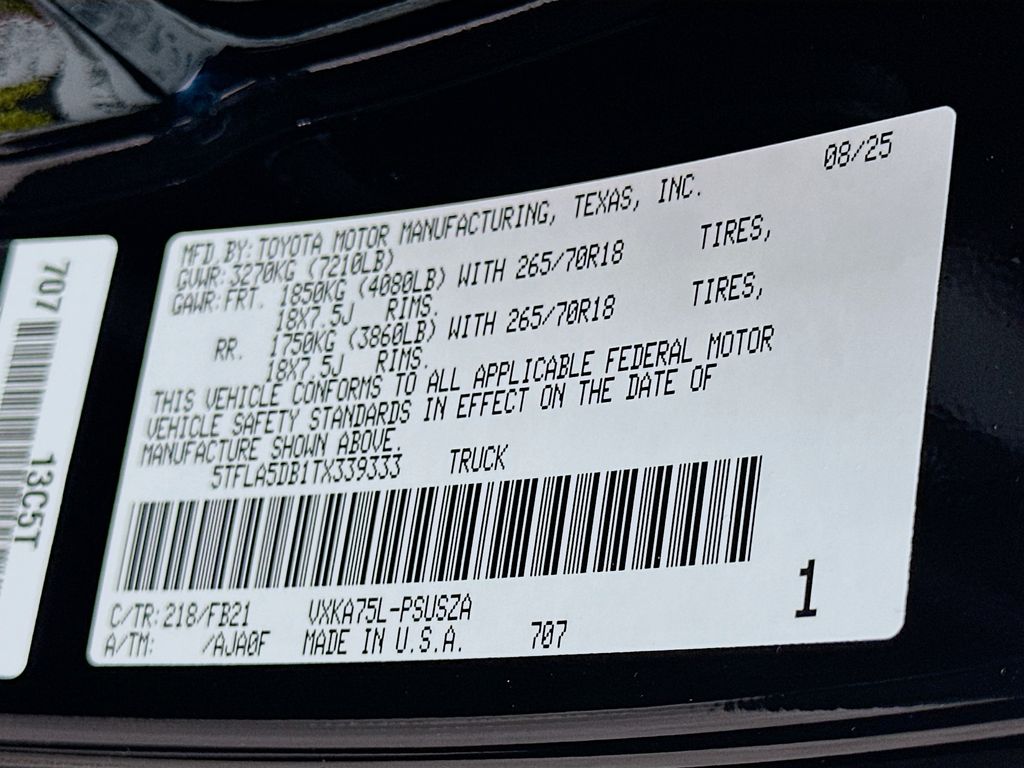 08/25
MFD.BY:TOYOTA MOTOR MANUFACTURING, TEXAS, INC.
GVWR:3270KG (7210LB)
GAWR:FRT. 1850KG (4080LB) WITH 265/70R18 TIRES,
18X7.5J RIMS.
RR. 1750KG (3860LB) WITH 265/70R18 TIRES,
18X7.5J RIMS.
THIS VEHICLE CONFORMS TO ALL APPLICABLE FEDERAL MOTOR
VEHICLE SAFETY STANDARDS IN EFFECT ON THE DATE OF
MANUFACTURE SHOWN ABOVE.
5TFLA5DB1TX339333 TRUCK
C/TR:218/FB21 VXKA75L-PSUSZA
A/TM: /AJA0F MADE IN U.S.A. 707
1
707
13C5T